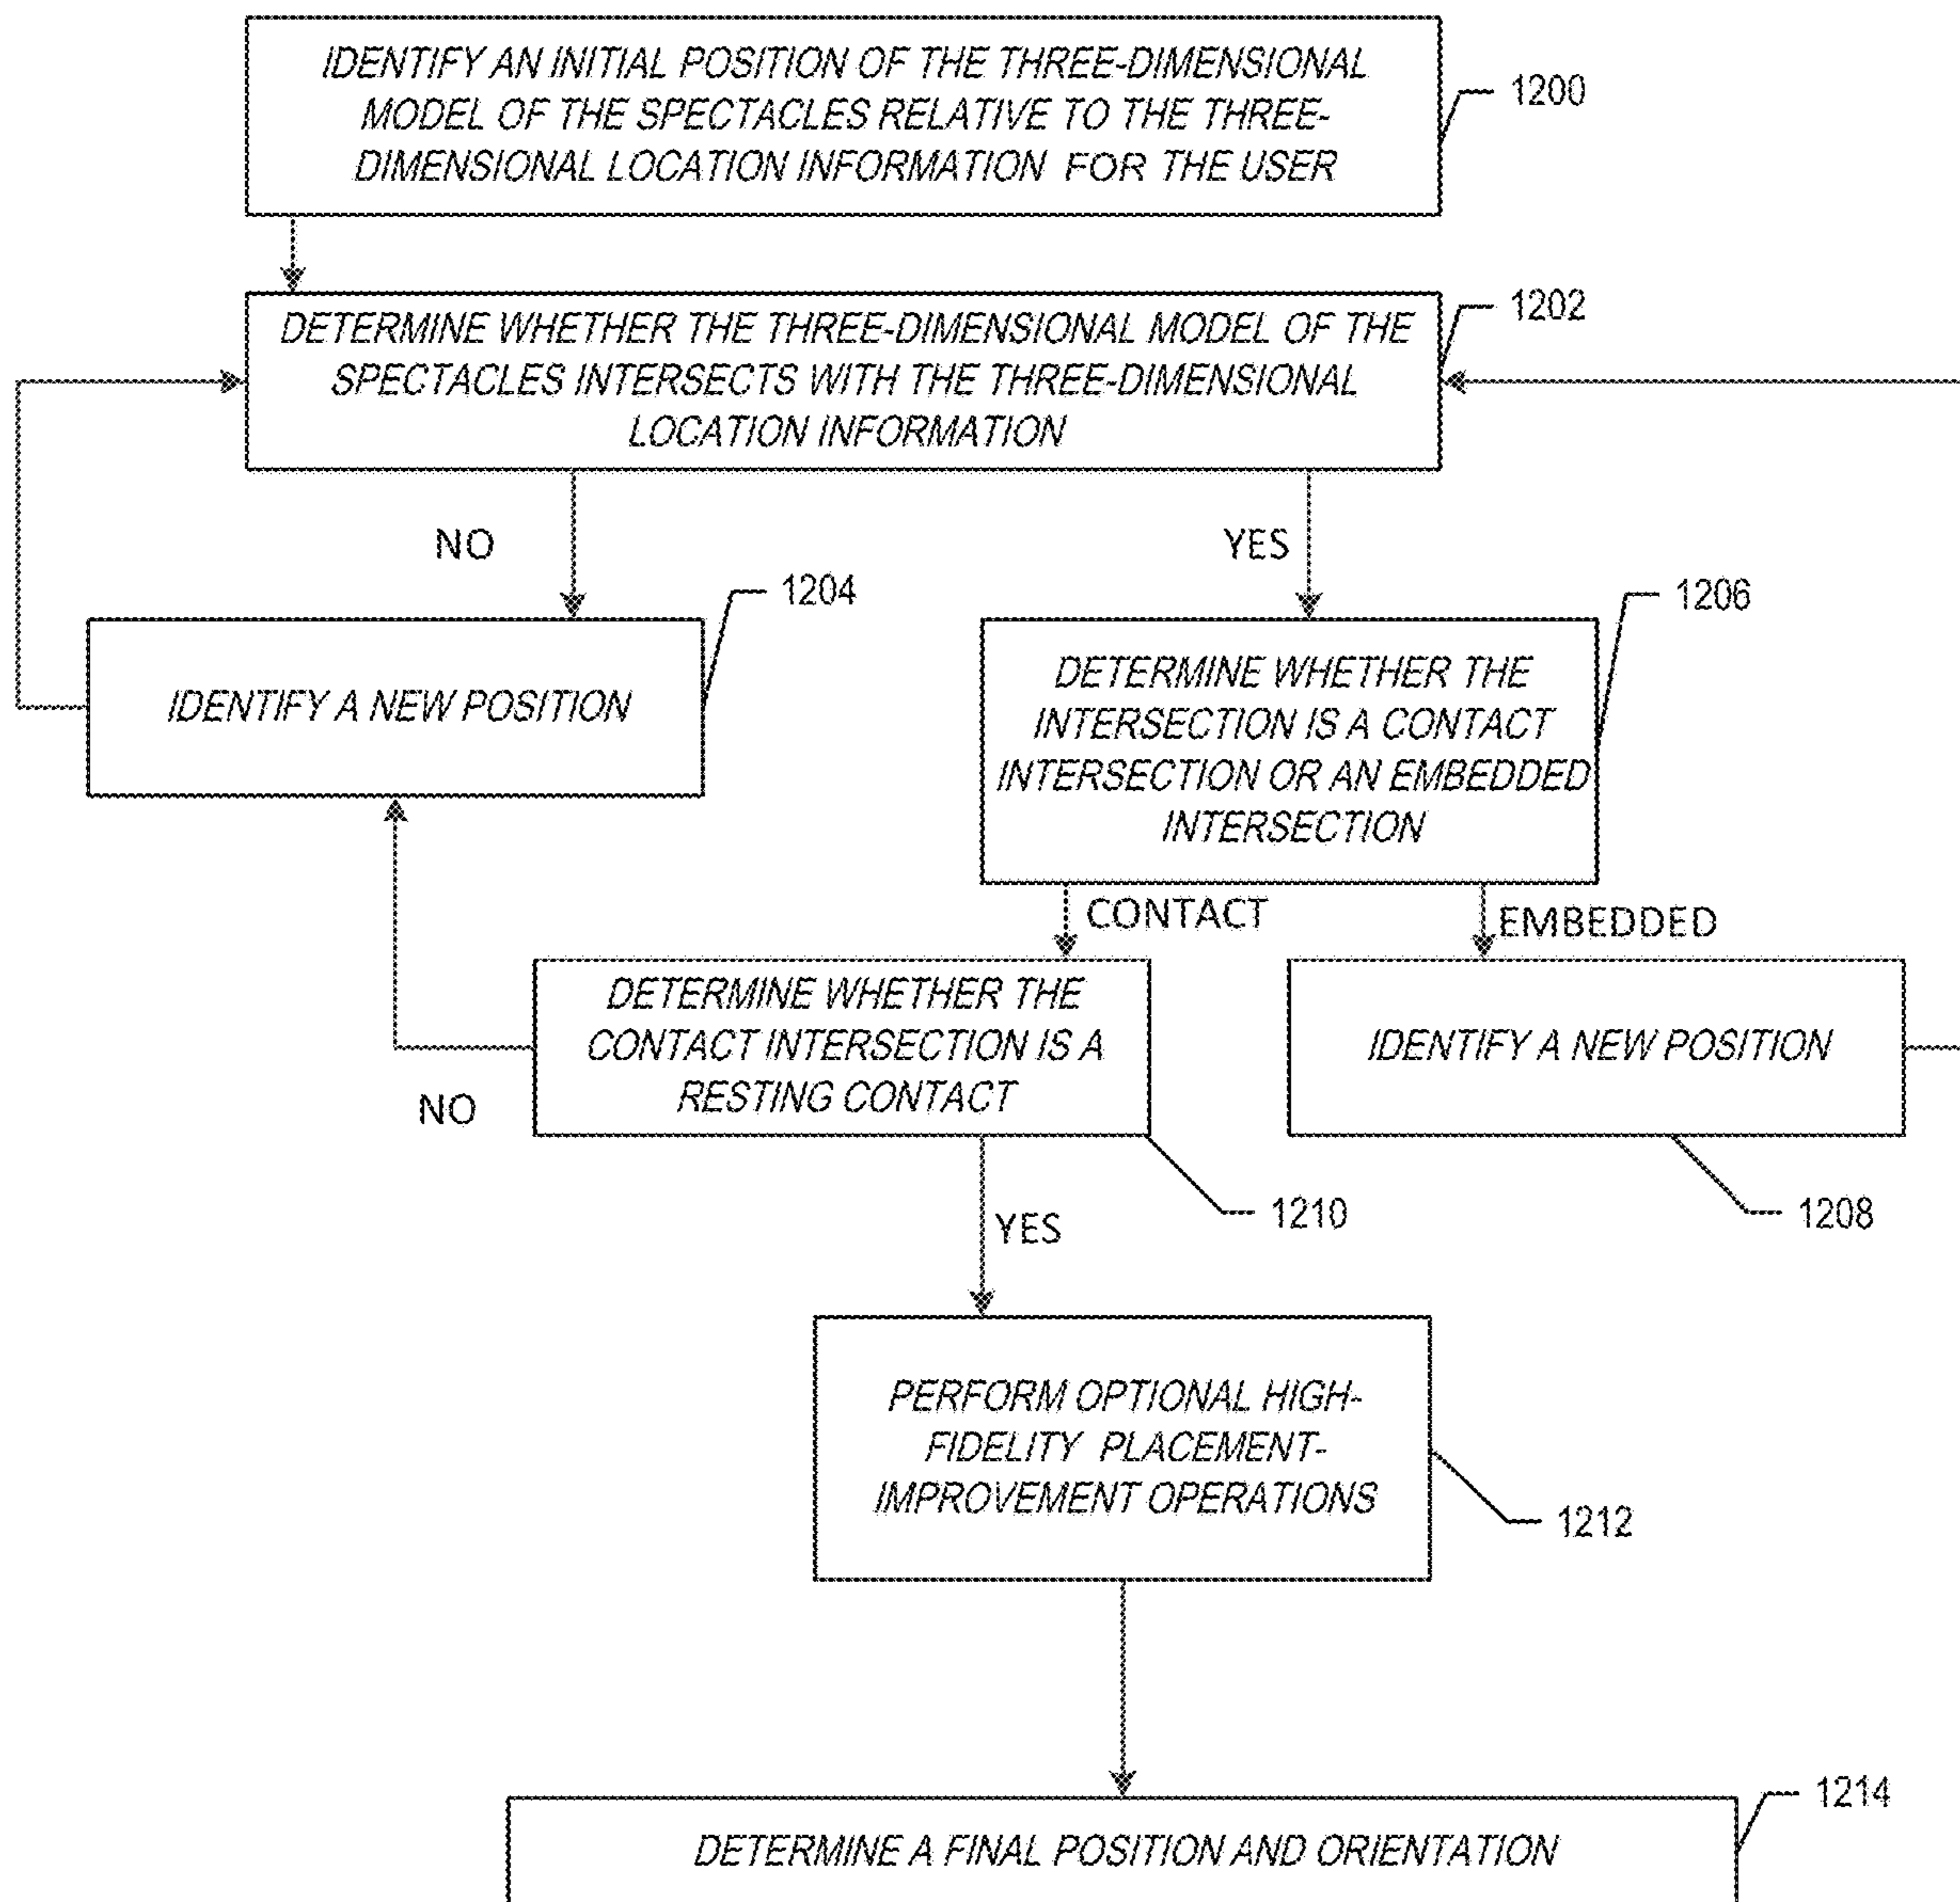 IDENTIFY AN INITIAL POSITION OF THE THREE-DIMENSIONAL
MODEL OF THE SPECTACLES RELATIVE TO THE THREE-
DIMENSIONAL LOCATION INFORMATION FOR THE USER
1200
DETERMINE WHETHER THE THREE-DIMENSIONAL MODEL OF THE
SPECTACLES INTERSECTS WITH THE THREE-DIMENSIONAL
LOCATION INFORMATION
1202
NO
YES
1204
IDENTIFY A NEW POSITION
1206
DETERMINE WHETHER THE
INTERSECTION IS A CONTACT
INTERSECTION OR AN EMBEDDED
INTERSECTION
CONTACT
EMBEDDED
DETERMINE WHETHER THE
CONTACT INTERSECTION IS A
RESTING CONTACT
IDENTIFY A NEW POSITION
NO
1210
1208
YES
PERFORM OPTIONAL HIGH-
FIDELITY PLACEMENT-
IMPROVEMENT OPERATIONS
1212
1214
DETERMINE A FINAL POSITION AND ORIENTATION